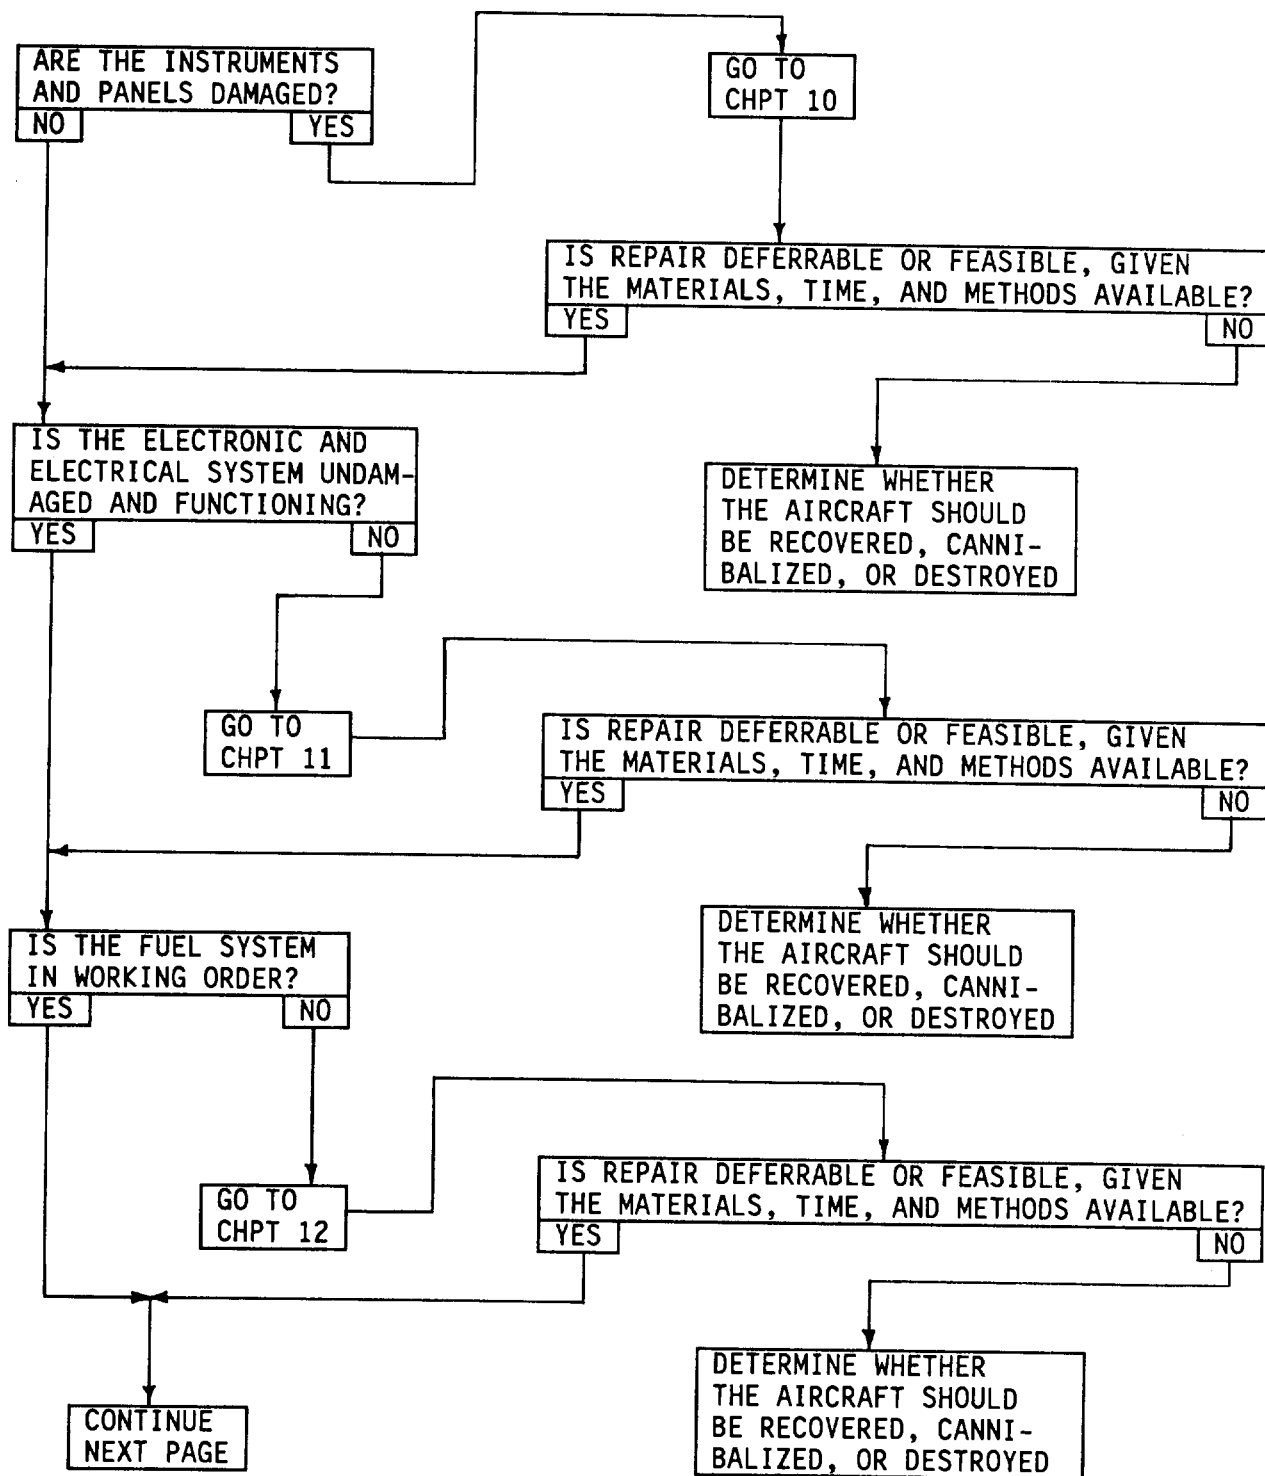 ARE THE INSTRUMENTS
AND PANELS DAMAGED?
NO
YES
GO TO
CHPT 10
IS REPAIR DEFERRABLE OR FEASIBLE, GIVEN
THE MATERIALS, TIME, AND METHODS AVAILABLE?
YES
NO
IS THE ELECTRONIC AND
ELECTRICAL SYSTEM UNDAM-
AGED AND FUNCTIONING?
YES
NO
DETERMINE WHETHER
THE AIRCRAFT SHOULD
BE RECOVERED, CANNI-
BALIZED, OR DESTROYED
GO TO
CHPT 11
IS REPAIR DEFERRABLE OR FEASIBLE, GIVEN
THE MATERIALS, TIME, AND METHODS AVAILABLE?
YES
NO
DETERMINE WHETHER
THE AIRCRAFT SHOULD
BE RECOVERED, CANNI-
BALIZED, OR DESTROYED
IS THE FUEL SYSTEM
IN WORKING ORDER?
YES
NO
GO TO
CHPT 12
IS REPAIR DEFERRABLE OR FEASIBLE, GIVEN
THE MATERIALS, TIME, AND METHODS AVAILABLE?
YES
NO
DETERMINE WHETHER
THE AIRCRAFT SHOULD
BE RECOVERED, CANNI-
BALIZED, OR DESTROYED
CONTINUE
NEXT PAGE